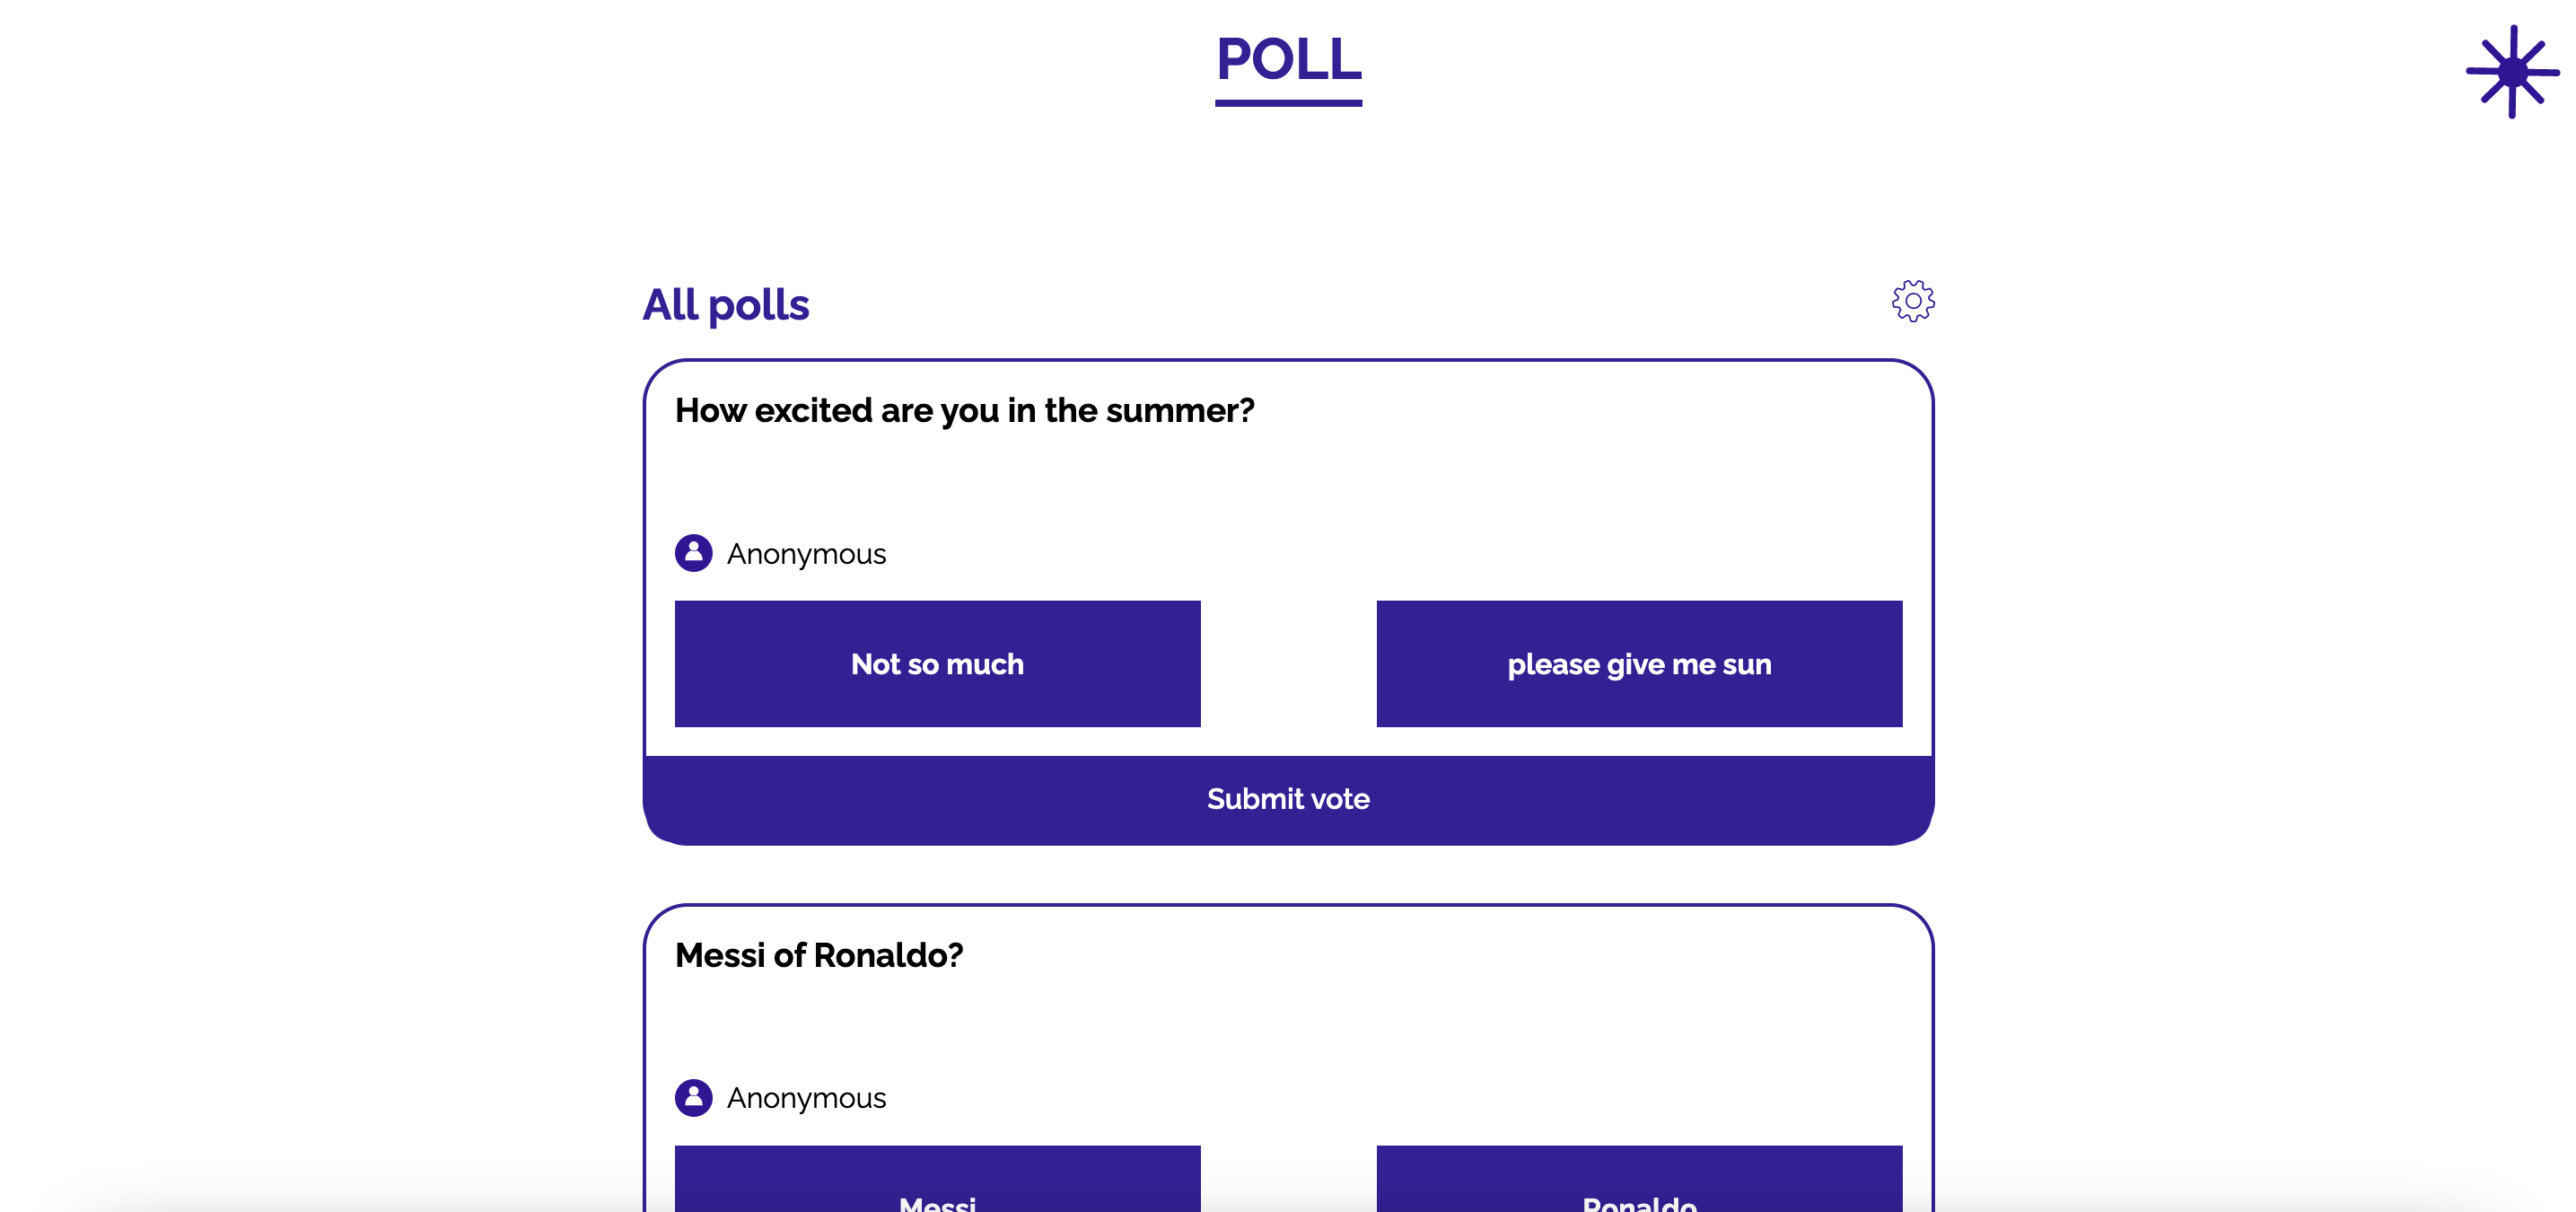 POLL
All polls
How excited are you in the summer?
Anonymous
Not so much
please give me sun
Submit vote
Messi of Ronaldo?
Anonymous
Messi
Ronaldo